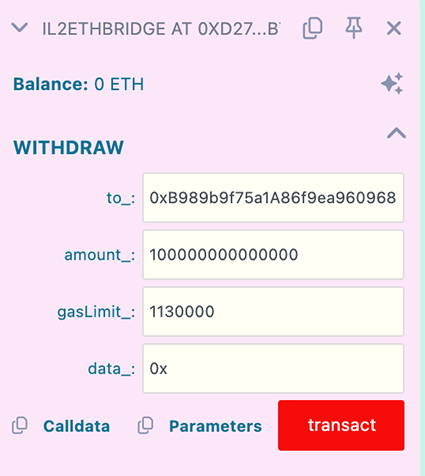 IL2ETHBRIDGE AT 0XD27...B
Balance: 0 ETH
WITHDRAW
to_: 0xB989b9f75a1A86f9ea960968
amount_: 100000000000000
gasLimit_: 1130000
data_: 0x
Calldata Parameters transact